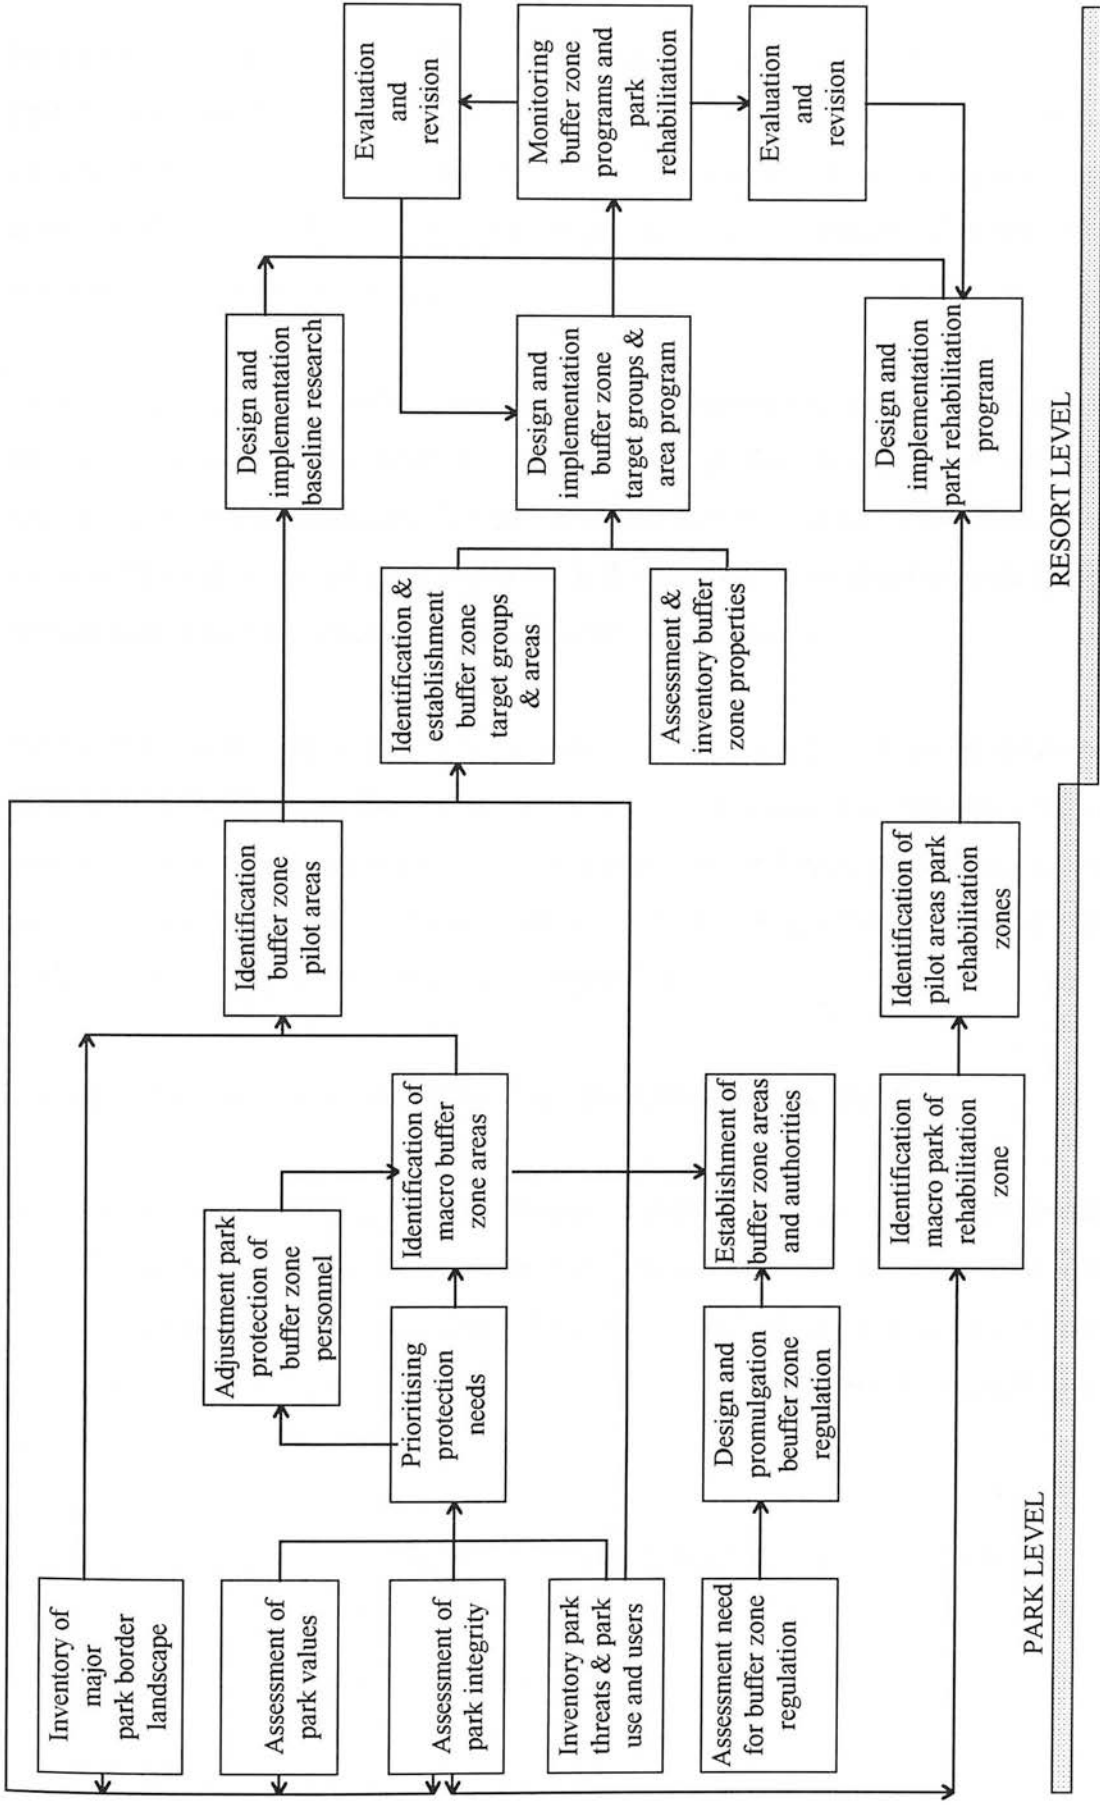 Inventory of
major
park border
landscape
Assessment of
park values
Assessment of
park integrity
Inventory park
threats & park
use and users
Assessment need
for buffer zone
regulation
Adjustment park
protection of
buffer zone
personnel
Prioritising
protection
needs
Design and
promulgation
beuffer zone
regulation
Identification of
macro buffer
zone areas
Establishment of
buffer zone areas
and authorities
Identification
macro park of
rehabilitation
zone
Identification
buffer zone
pilot areas
Identification of
pilot areas park
rehabilitation
zones
Identification &
establishment
buffer zone
target groups
& areas
Assessment &
inventory buffer
zone properties
Design and
implementation
baseline research
Design and
implementation
buffer zone
target groups &
area program
Design and
implementation
park rehabilitation
program
Evaluation
and
revision
Monitoring
buffer zone
programs and
park
rehabilitation
Evaluation
and
revision
PARK LEVEL
RESORT LEVEL